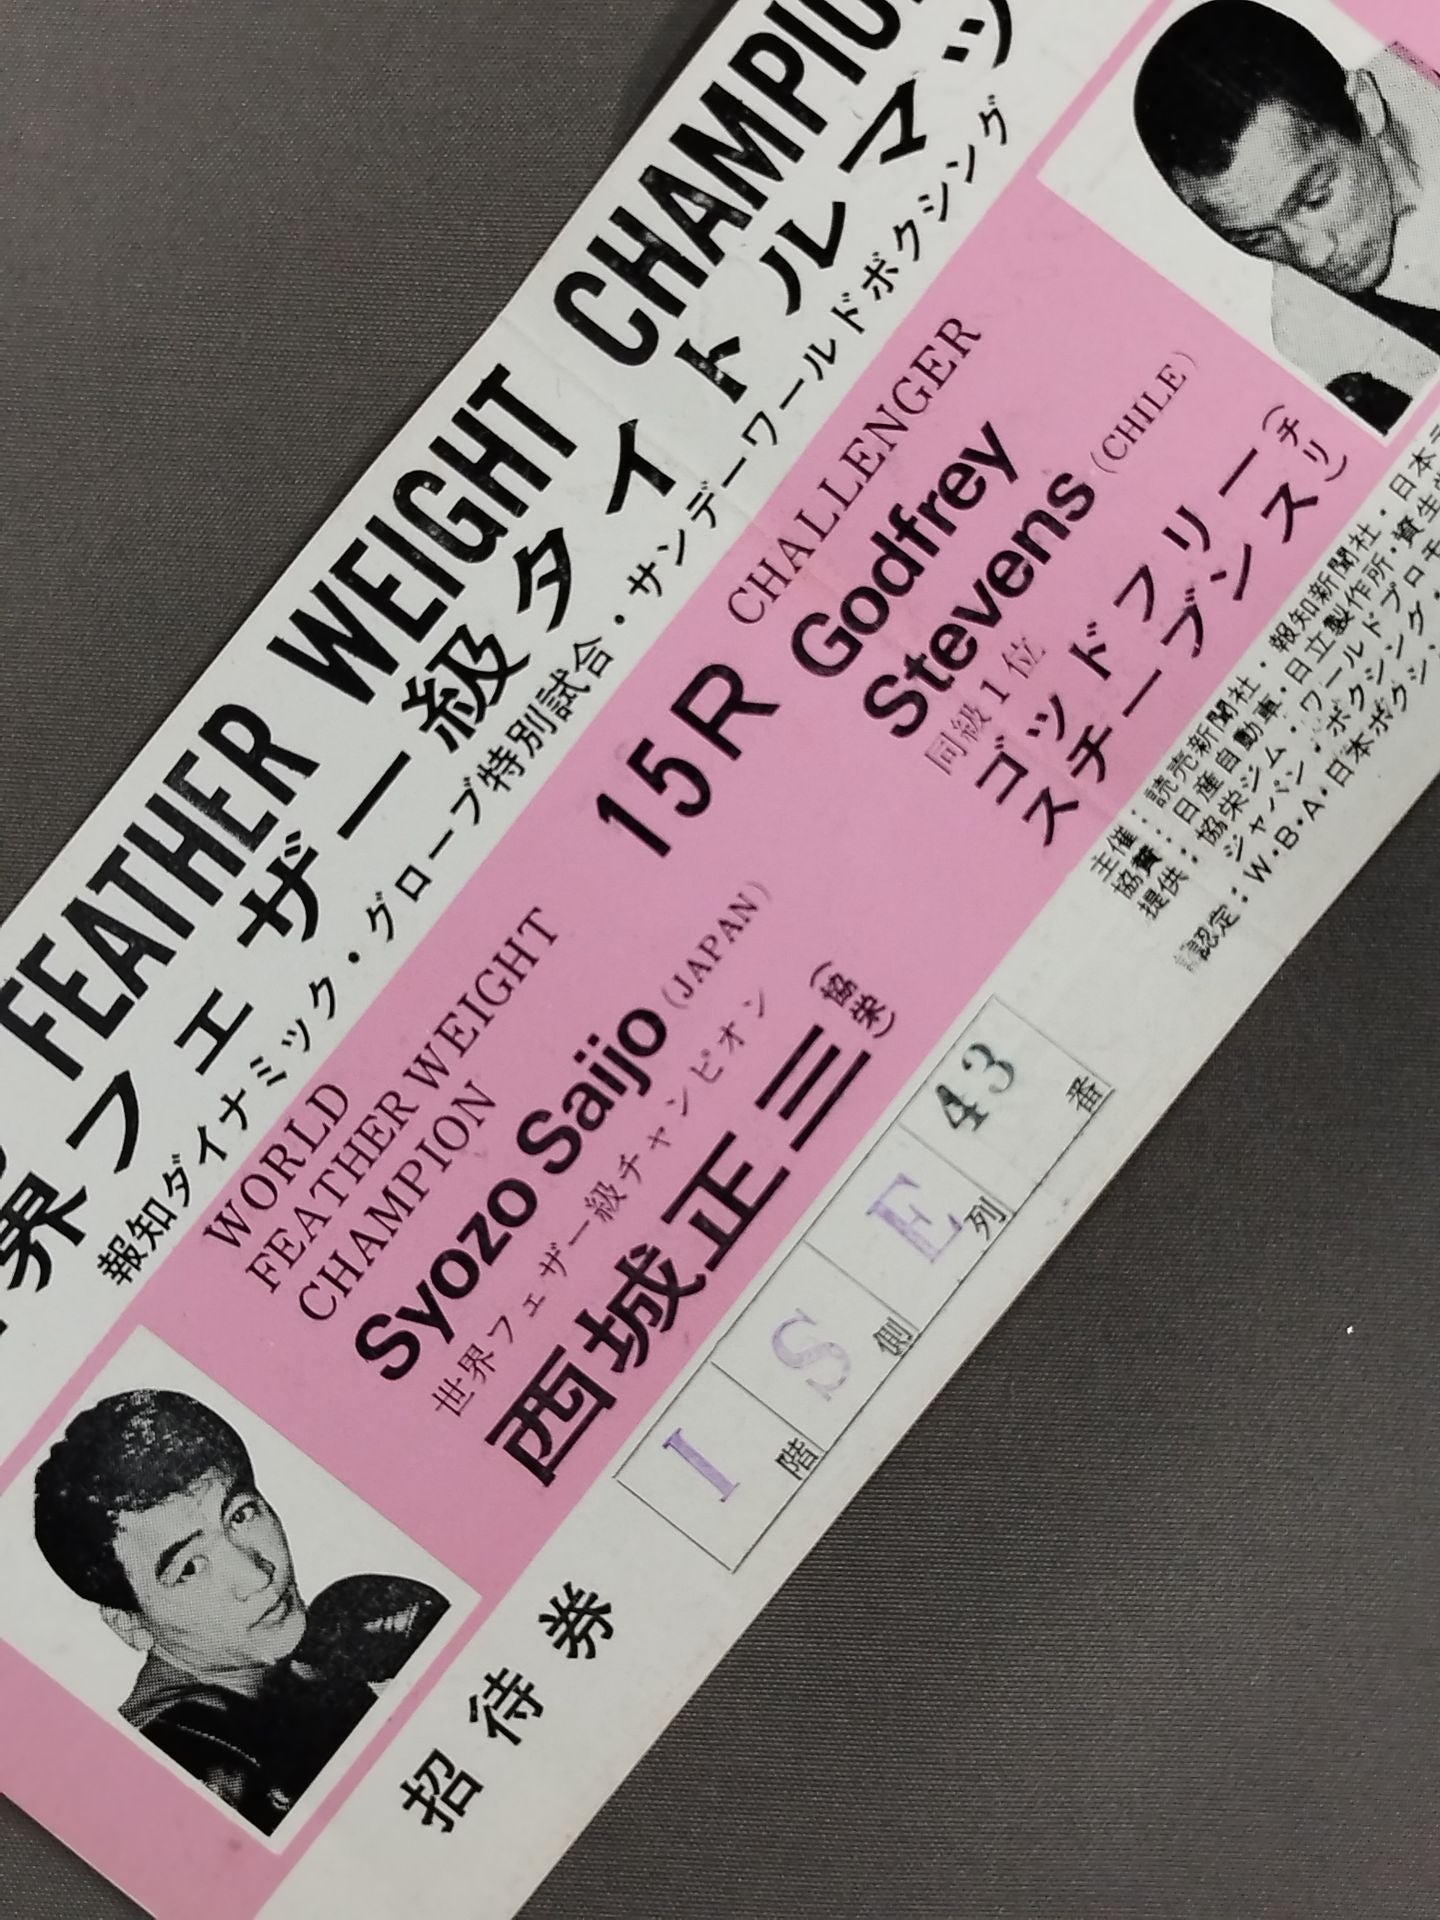 FEATHER WEIGHT CHAMPIO
界フェザー級タイトルマッ
報知ダイナミック・グローブ特別試合・サンデーワールドボクシング
WORLD
FEATHER WEIGHT
CHAMPION
Syozo Saijo (JAPAN)
世界フェザー級チャンピオン
西城正三(協栄)
15R
CHALLENGER
Godfrey
Stevens (CHILE)
同級1位
ゴッドフリー
スチーブンス(チリ)
主催:読売新聞社・報知新聞社・日本テ
協賛:日産自動車・日立製作所・資生
提供:協栄ジム・ワールドプロモ
ジャパン・ボクシング・
認定:W・B・A・日本ボクシン
I階 S側 E列 43番
招待券